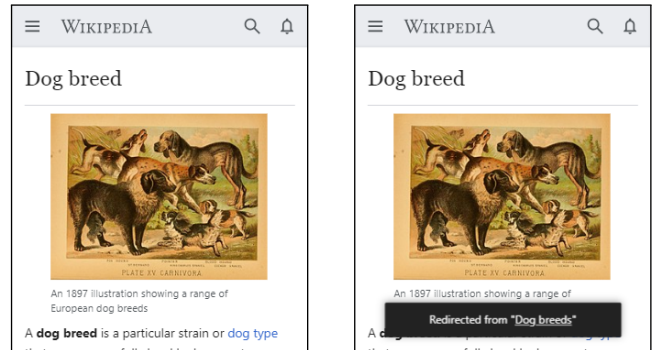 WIKIPEDIA
Dog breed
PLATE XV. CARNIVORA.
An 1897 illustration showing a range of
European dog breeds
A dog breed is a particular strain or dog type
WIKIPEDIA
Dog breed
PLATE XV. CARNIVORA.
An 1897 illustration showing a range of
Redirected from "Dog breeds"